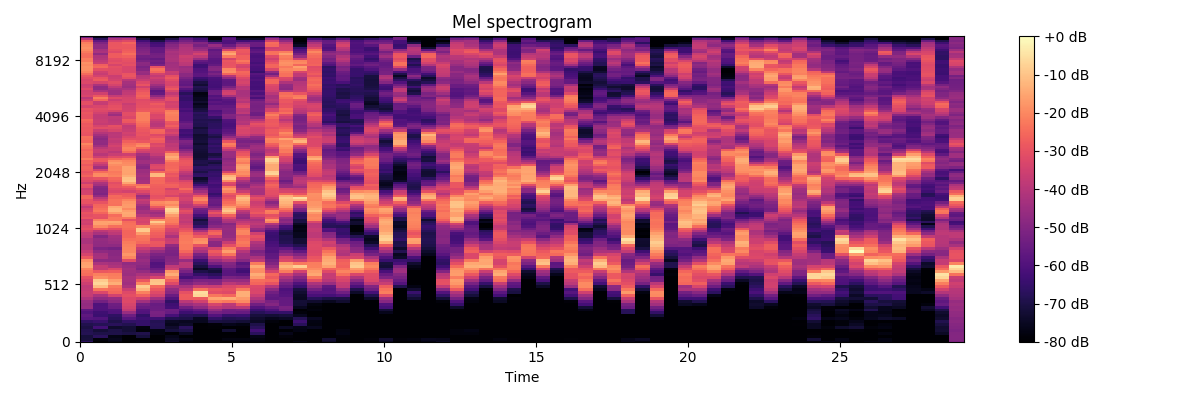 Mel spectrogram
+0 dB
8192
-10 dB
-20 dB
4096
-30 dB
Hz
2048
-40 dB
1024
-50 dB
-60 dB
512
-70 dB
0
-80 dB
0 5 10 15 20 25
Time